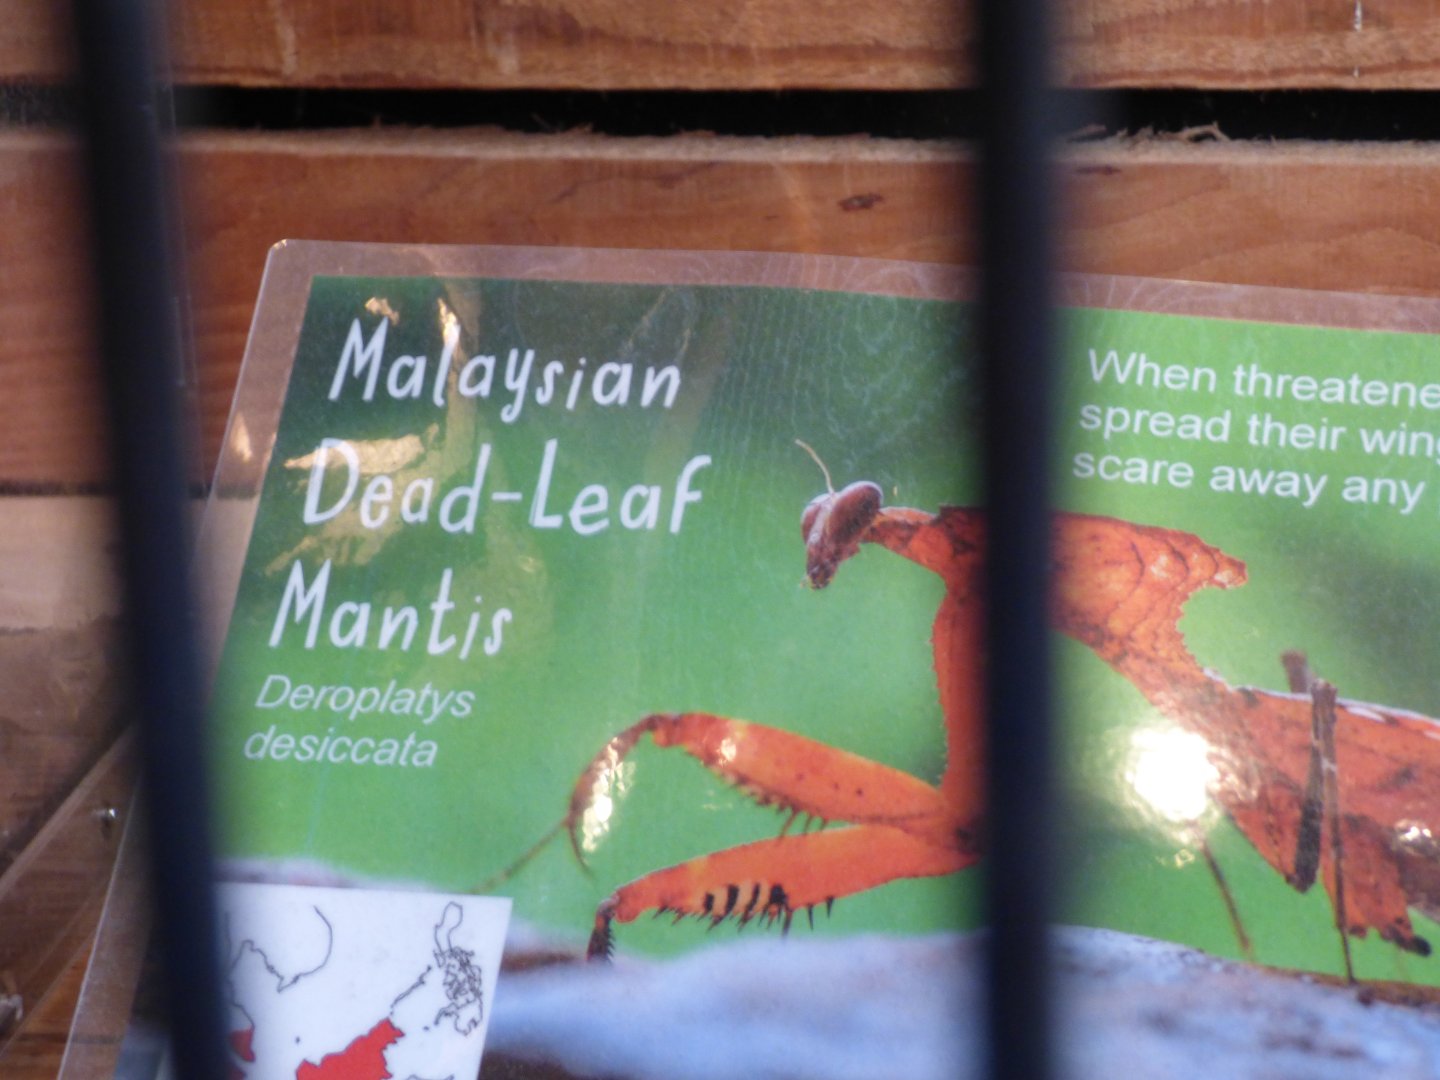 Malaysian
Dead-Leaf
Mantis
Deroplatys
desiccata
When threatene
spread their wing
scare away any